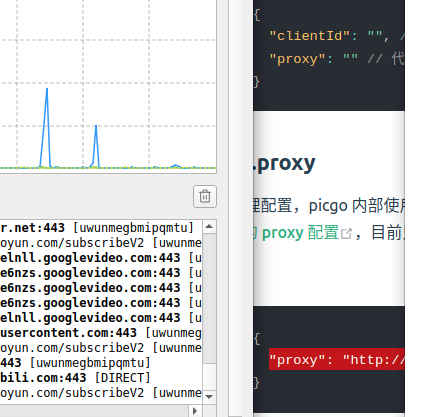 {
"clientId": "", /
"proxy": "" // 代
}
.proxy
理配置，picgo 内部使用
的 proxy 配置，目前
{
"proxy": "http://
}
r.net:443 [uwunmegbmipqmtu]
oyun.com/subscribeV2 [uwunme
elnll.googlevideo.com:443 [u
e6nzs.googlevideo.com:443 [u
e6nzs.googlevideo.com:443 [u
e6nzs.googlevideo.com:443 [u
elnll.googlevideo.com:443 [u
usercontent.com:443 [uwunmeg
oyun.com/subscribeV2 [uwunme
443 [uwunmegbmipqmtu]
bili.com:443 [DIRECT]
oyun.com/subscribeV2 [uwunme